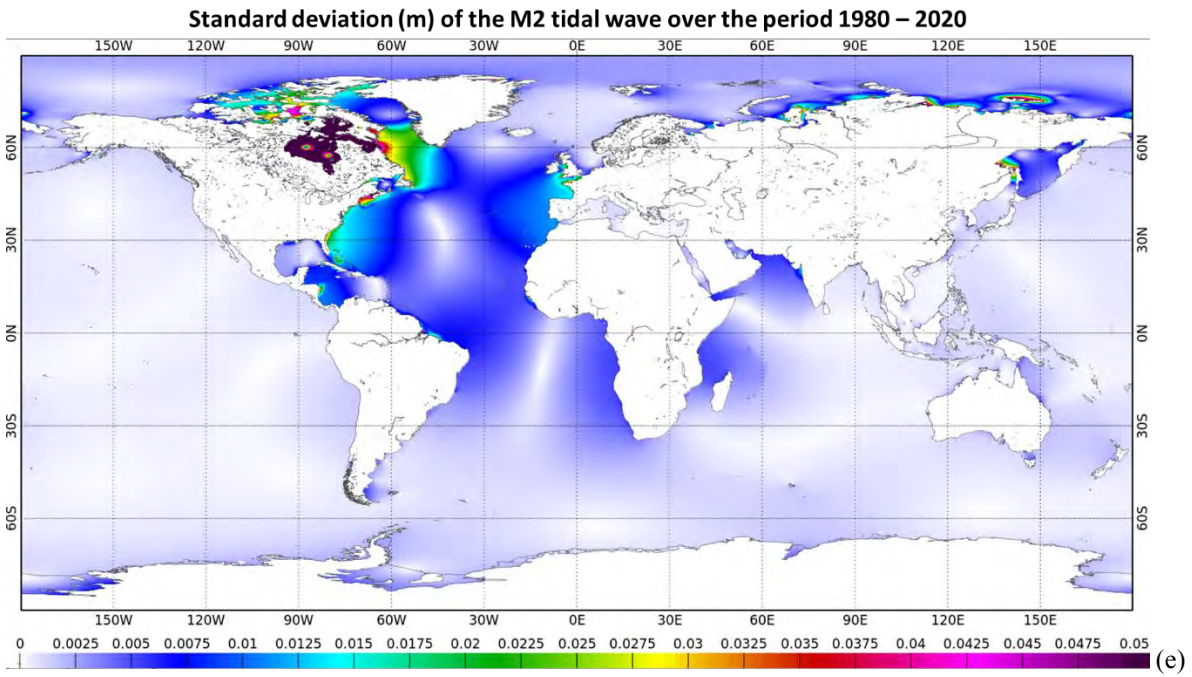 Standard deviation (m) of the M2 tidal wave over the period 1980 – 2020
150W 120W 90W 60W 30W 0E 30E 60E 90E 120E 150E
60N 60N
30N 30N
0N 0N
30S 30S
60S 60S
150W 120W 90W 60W 30W 0E 30E 60E 90E 120E 150E
0 0.0025 0.005 0.0075 0.01 0.0125 0.015 0.0175 0.02 0.0225 0.025 0.0275 0.03 0.0325 0.035 0.0375 0.04 0.0425 0.045 0.0475 0.05
(e)